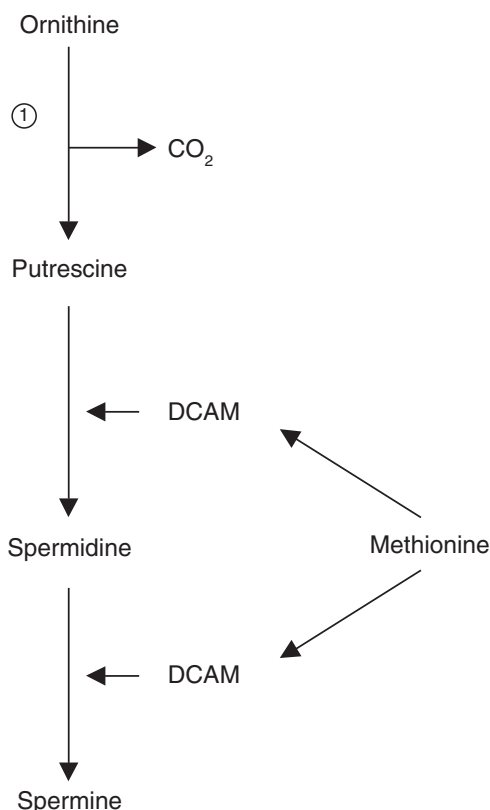 Ornithine
①
CO₂
Putrescine
DCAM
Spermidine
Methionine
DCAM
Spermine